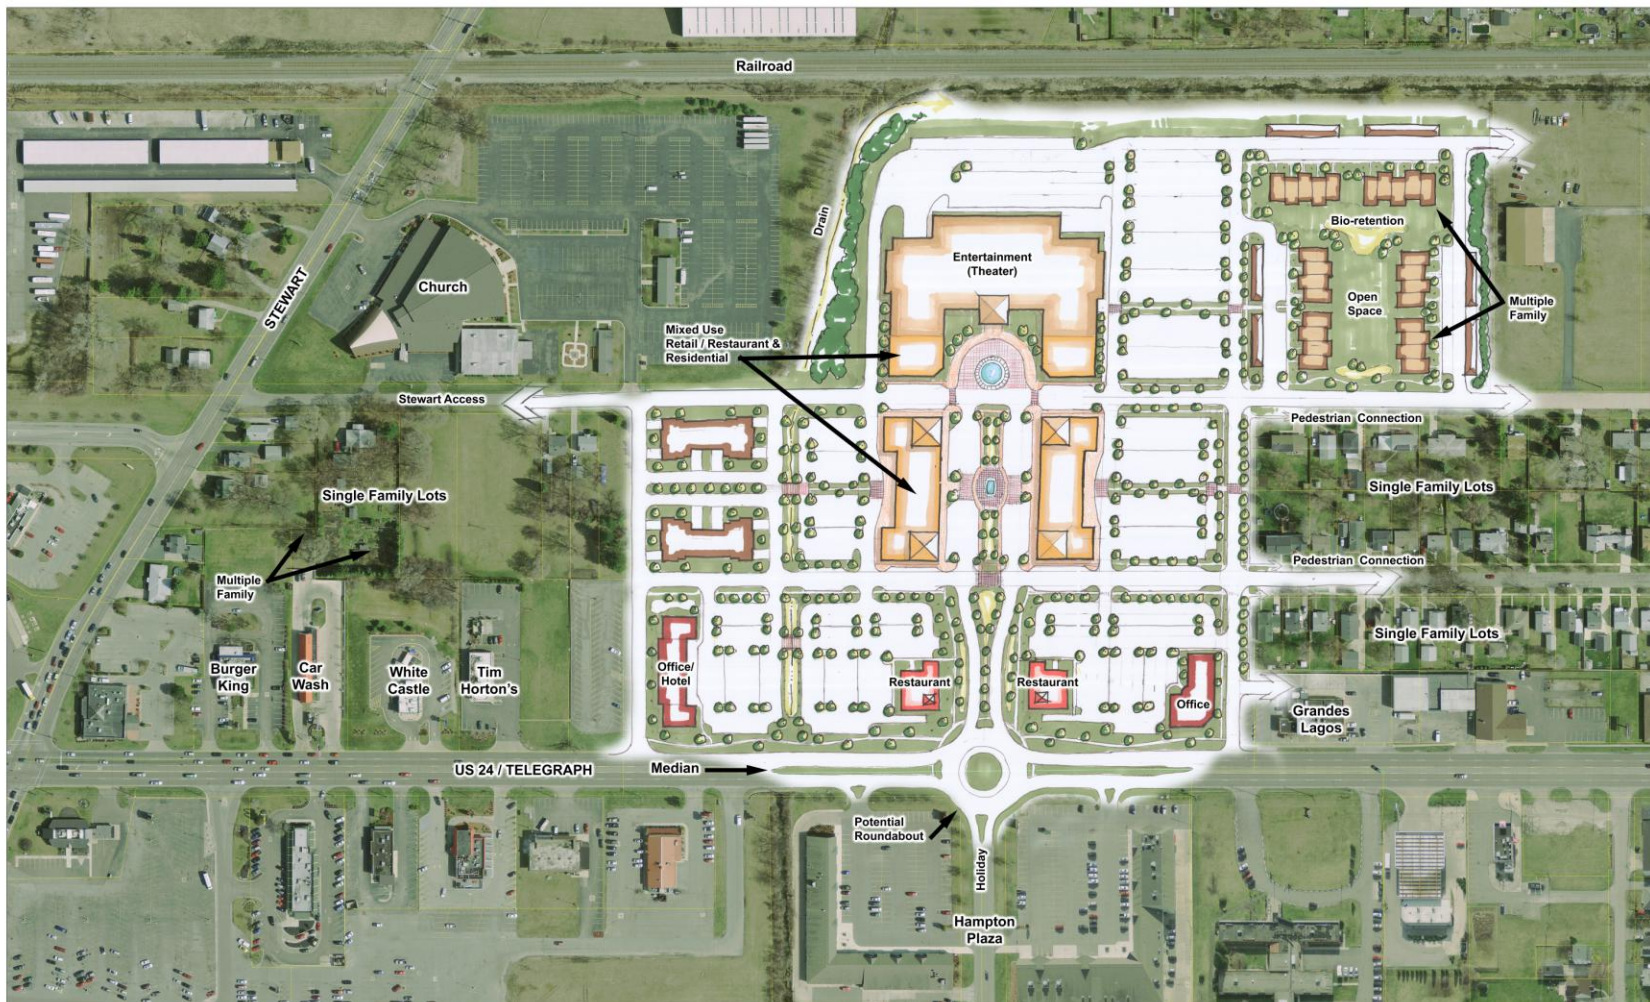 Railroad
STEWART
Church
Drain
Entertainment
(Theater)
Bio-retention
Open
Space
Multiple
Family
Mixed Use
Retail / Restaurant &
Residential
Stewart Access
Pedestrian Connection
Single Family Lots
Single Family Lots
Multiple
Family
Pedestrian Connection
Single Family Lots
Burger
King
Car
Wash
White
Castle
Tim
Horton's
Office/
Hotel
Restaurant
Restaurant
Office
Grandes
Lagos
US 24 / TELEGRAPH
Median
Potential
Roundabout
Holiday
Hampton
Plaza